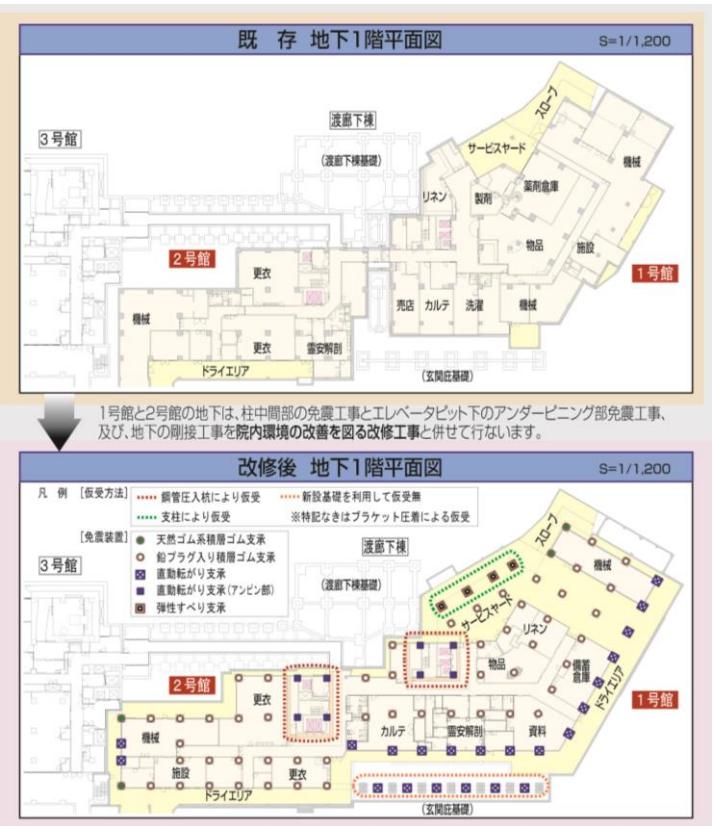 既 存 地下1階平面図 S=1/1,200
スロープ
渡廊下棟
3号館
サービスヤード
(渡廊下棟基礎)
機械
リネン
製剤
薬剤倉庫
物品
施設
2号館
更衣
1号館
売店
カルテ
洗濯
機械
機械
更衣
霊安解剖
ドライエリア
(玄関庇基礎)
1号館と2号館の地下は、柱中間部の免震工事とエレベータピット下のアンダーピニング部免震工事、
及び、地下の剛接工事を院内環境の改善を図る改修工事と併せて行ないます。
改修後 地下1階平面図 S=1/1,200
凡 例 [仮受方法] 鋼管圧入杭により仮受 新設基礎を利用して仮受無
支柱により仮受 ※特記なきはブラケット圧着による仮受
[免震装置] 天然ゴム系積層ゴム支承
鉛プラグ入り積層ゴム支承
直動転がり支承
直動転がり支承(アンピン部)
弾性すべり支承
スロープ
渡廊下棟
3号館
機械
(渡廊下棟基礎)
サービスヤード
リネン
物品
備蓄
倉庫
ドライエリア
2号館
更衣
1号館
機械
カルテ
霊安解剖
資料
施設
更衣
ドライエリア
(玄関庇基礎)